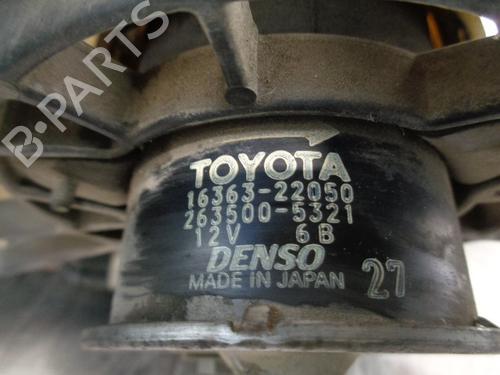 B-PARTS
TOYOTA
16363-22050
263500-5321
12V 6B
DENSO
MADE IN JAPAN 27